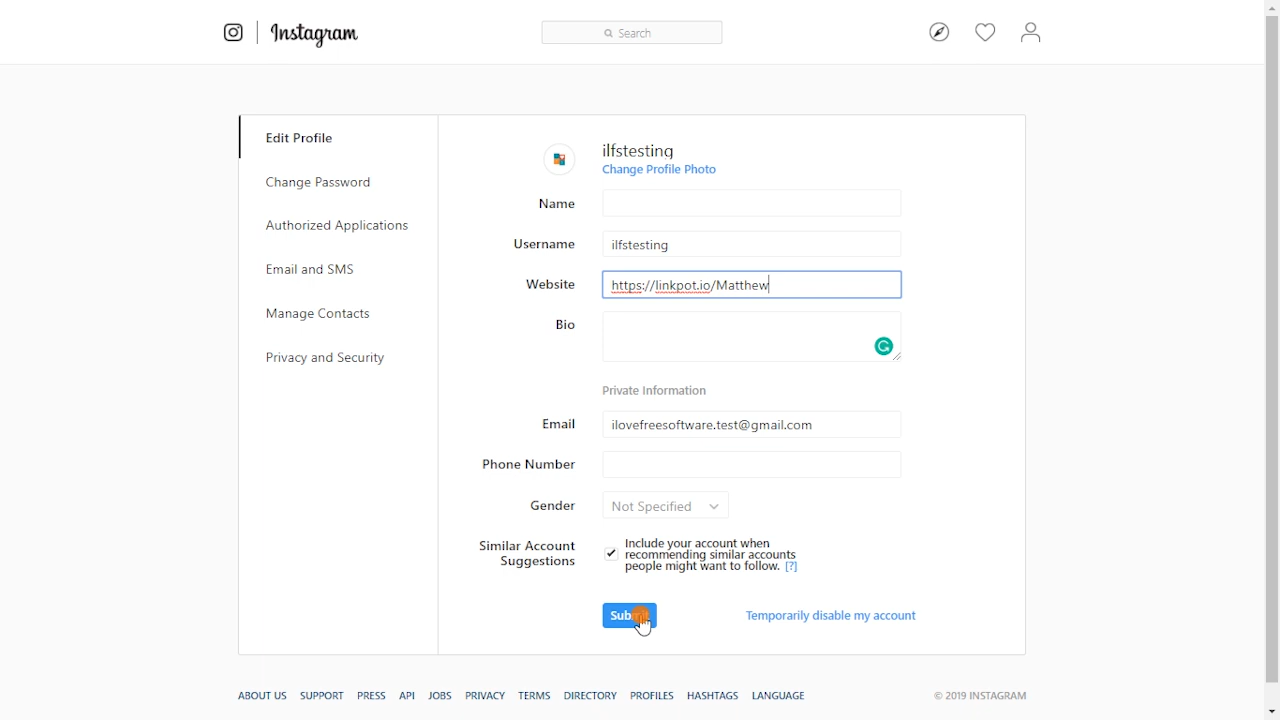 Instagram
Search
Edit Profile
Change Password
Authorized Applications
Email and SMS
Manage Contacts
Privacy and Security
ilfstesting
Change Profile Photo
Name
Username ilfstesting
Website https://linkpot.io/Matthew
Bio
Private Information
Email ilovefreesoftware.test@gmail.com
Phone Number
Gender Not Specified
Similar Account
Suggestions
Include your account when
recommending similar accounts
people might want to follow. [?]
Submit Temporarily disable my account
ABOUT US SUPPORT PRESS API JOBS PRIVACY TERMS DIRECTORY PROFILES HASHTAGS LANGUAGE © 2019 INSTAGRAM